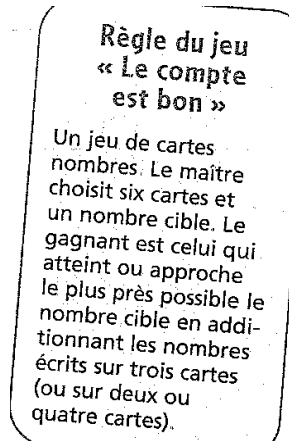 Règle du jeu
« Le compte
est bon »
Un jeu de cartes
nombres. Le maître
choisit six cartes et
un nombre cible. Le
gagnant est celui qui
atteint ou approche
le plus près possible le
nombre cible en addi-
tionnant les nombres
écrits sur trois cartes
(ou sur deux ou
quatre cartes).